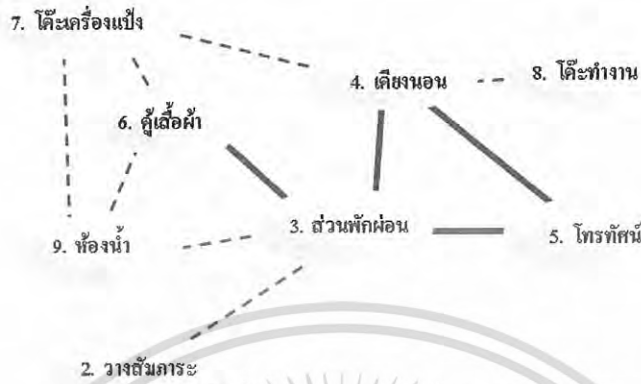 7. โต๊ะเครื่องแป้ง
4. เตียงนอน
8. โต๊ะทำงาน
6. ตู้เสื้อผ้า
3. ส่วนพักผ่อน
5. โทรทัศน์
9. ห้องน้ำ
2. วางสัมภาระ